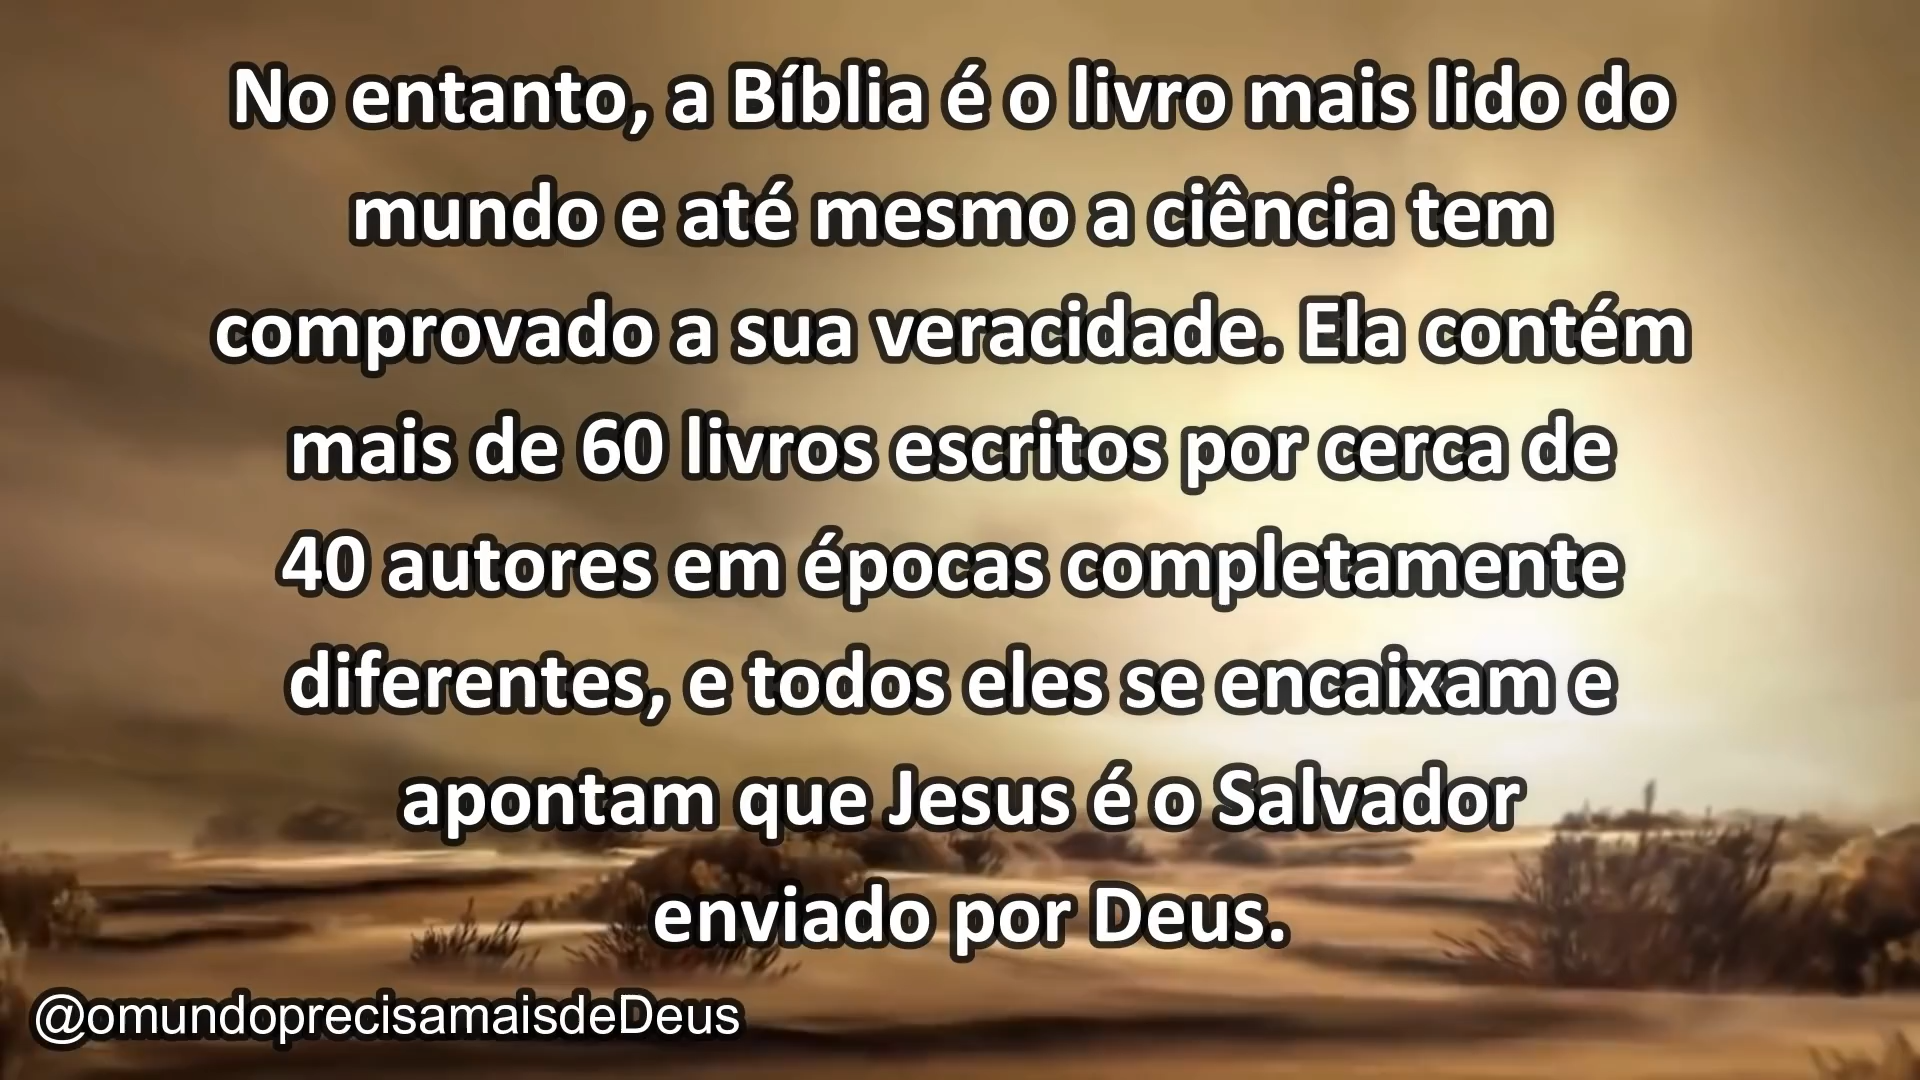 No entanto, a Bíblia é o livro mais lido do
mundo e até mesmo a ciência tem
comprovado a sua veracidade. Ela contém
mais de 60 livros escritos por cerca de
40 autores em épocas completamente
diferentes, e todos eles se encaixam e
apontam que Jesus é o Salvador
enviado por Deus.
@omundoprecisamaisdeDeus